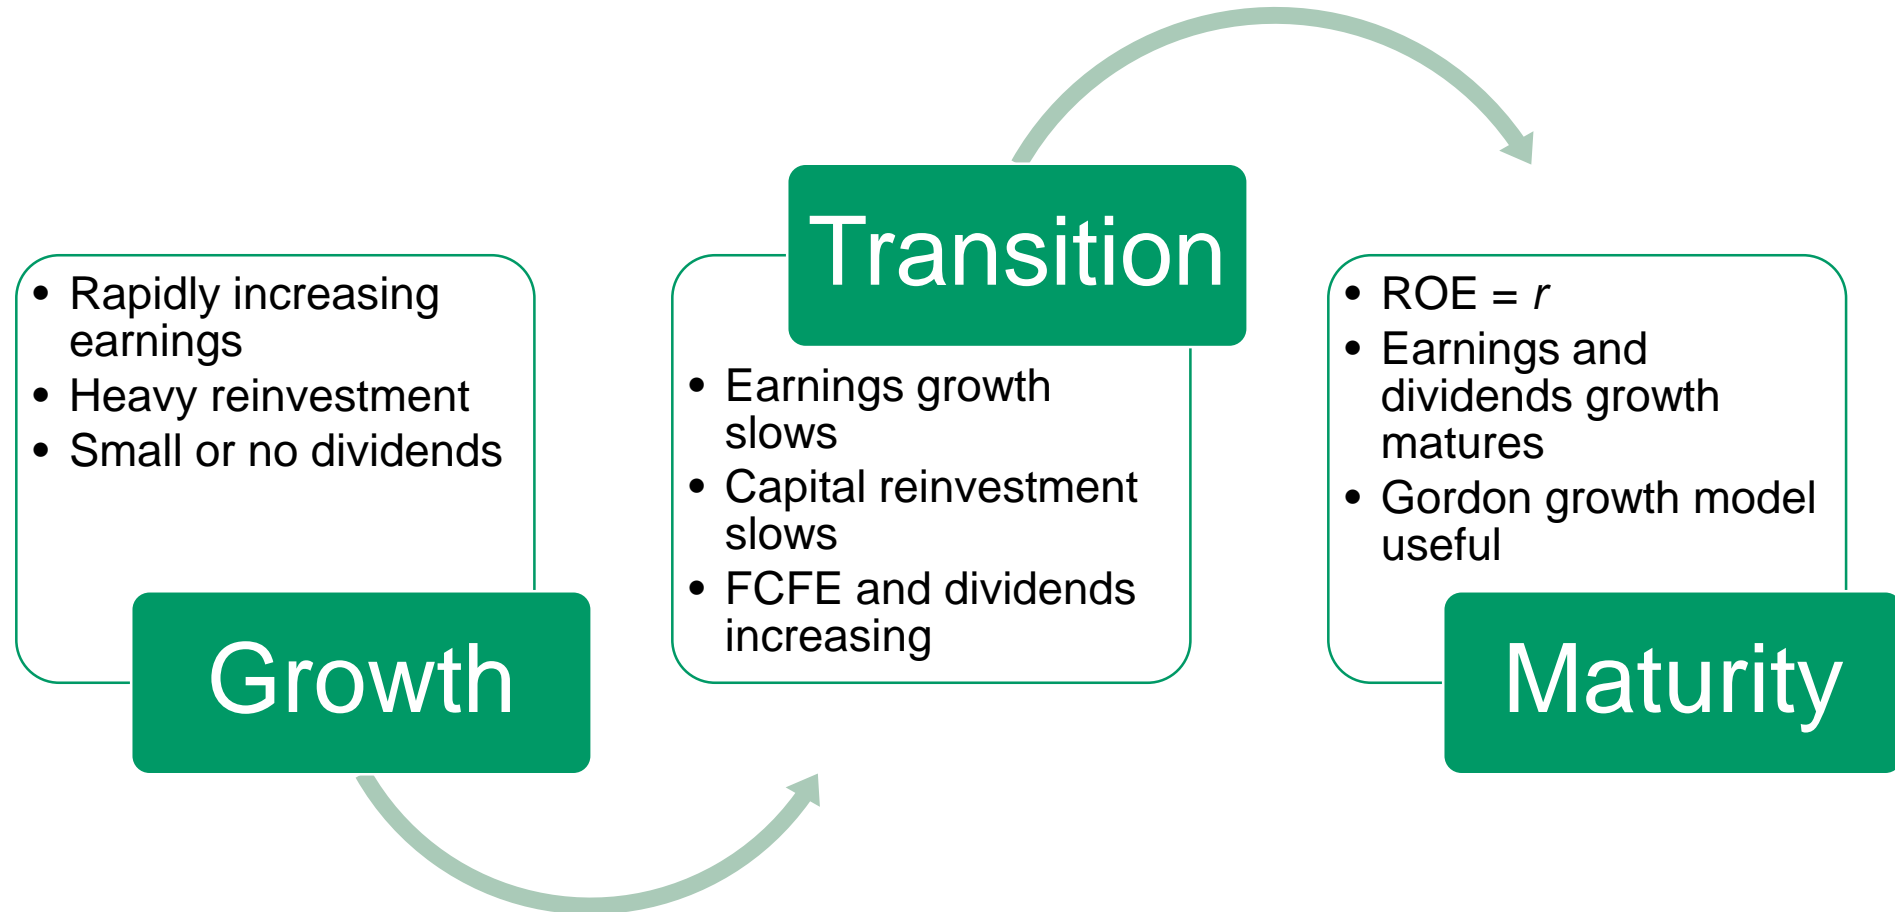 • Rapidly increasing
earnings
• Heavy reinvestment
• Small or no dividends
Growth
Transition
• Earnings growth
slows
• Capital reinvestment
slows
• FCFE and dividends
increasing
• ROE = r
• Earnings and
dividends growth
matures
• Gordon growth model
useful
Maturity